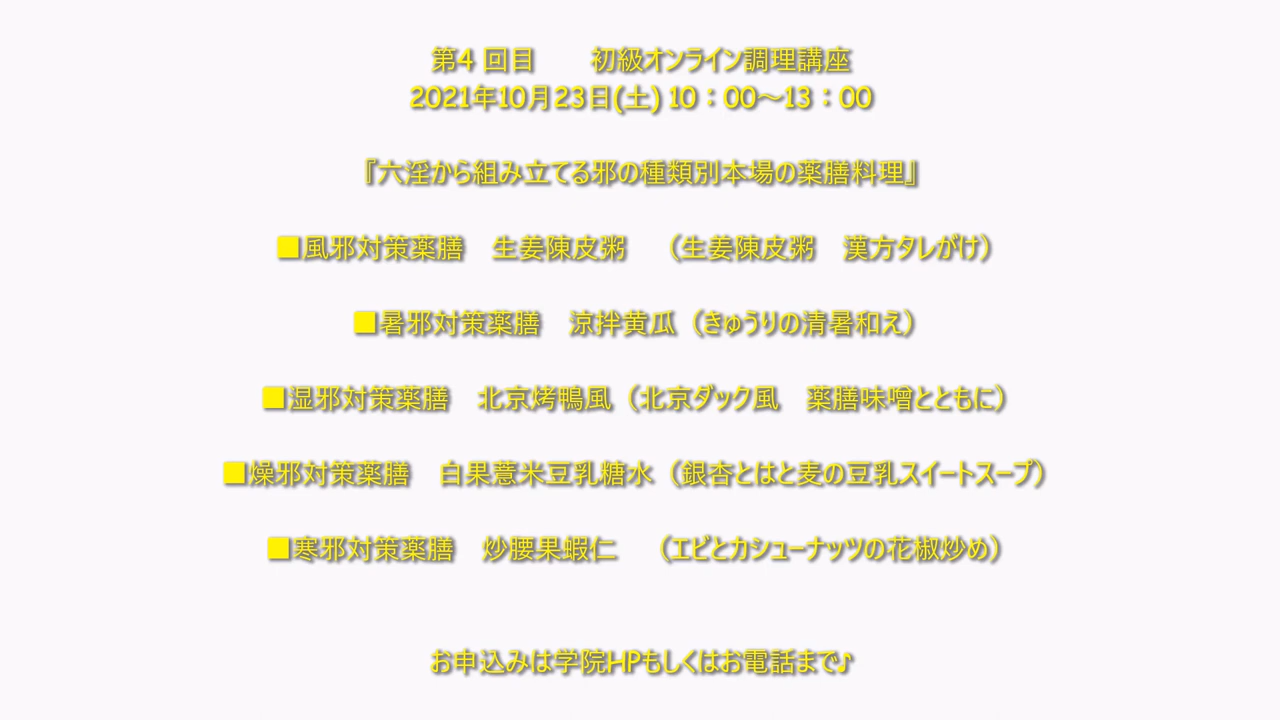 第4 回目　　初級オンライン調理講座
2021年10月23日(土) 10：00～13：00
『六淫から組み立てる邪の種類別本場の薬膳料理』
■風邪対策薬膳　生姜陳皮粥　（生姜陳皮粥　漢方タレがけ）
■暑邪対策薬膳　涼拌黄瓜（きゅうりの清暑和え）
■湿邪対策薬膳　北京烤鴨風（北京ダック風　薬膳味噌とともに）
■燥邪対策薬膳　白果薏米豆乳糖水（銀杏とはと麦の豆乳スイートスープ）
■寒邪対策薬膳　炒腰果蝦仁　（エビとカシューナッツの花椒炒め）
お申込みは学院HPもしくはお電話まで♪